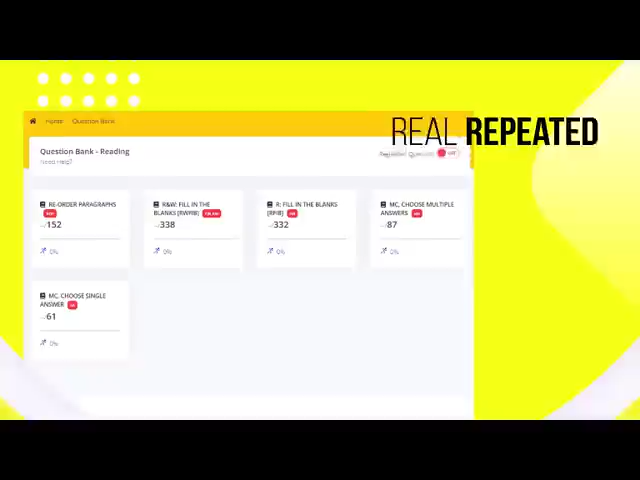 Home Question Bank
REAL REPEATED
Question Bank - Reading
Need Help?
Repeated Questions
RE-ORDER PARAGRAPHS
152
0%
R&W: FILL IN THE
BLANKS [RWFIB]
338
0%
R: FILL IN THE BLANKS
[RFIB]
332
0%
MC, CHOOSE MULTIPLE
ANSWERS
87
0%
MC, CHOOSE SINGLE
ANSWER
61
0%